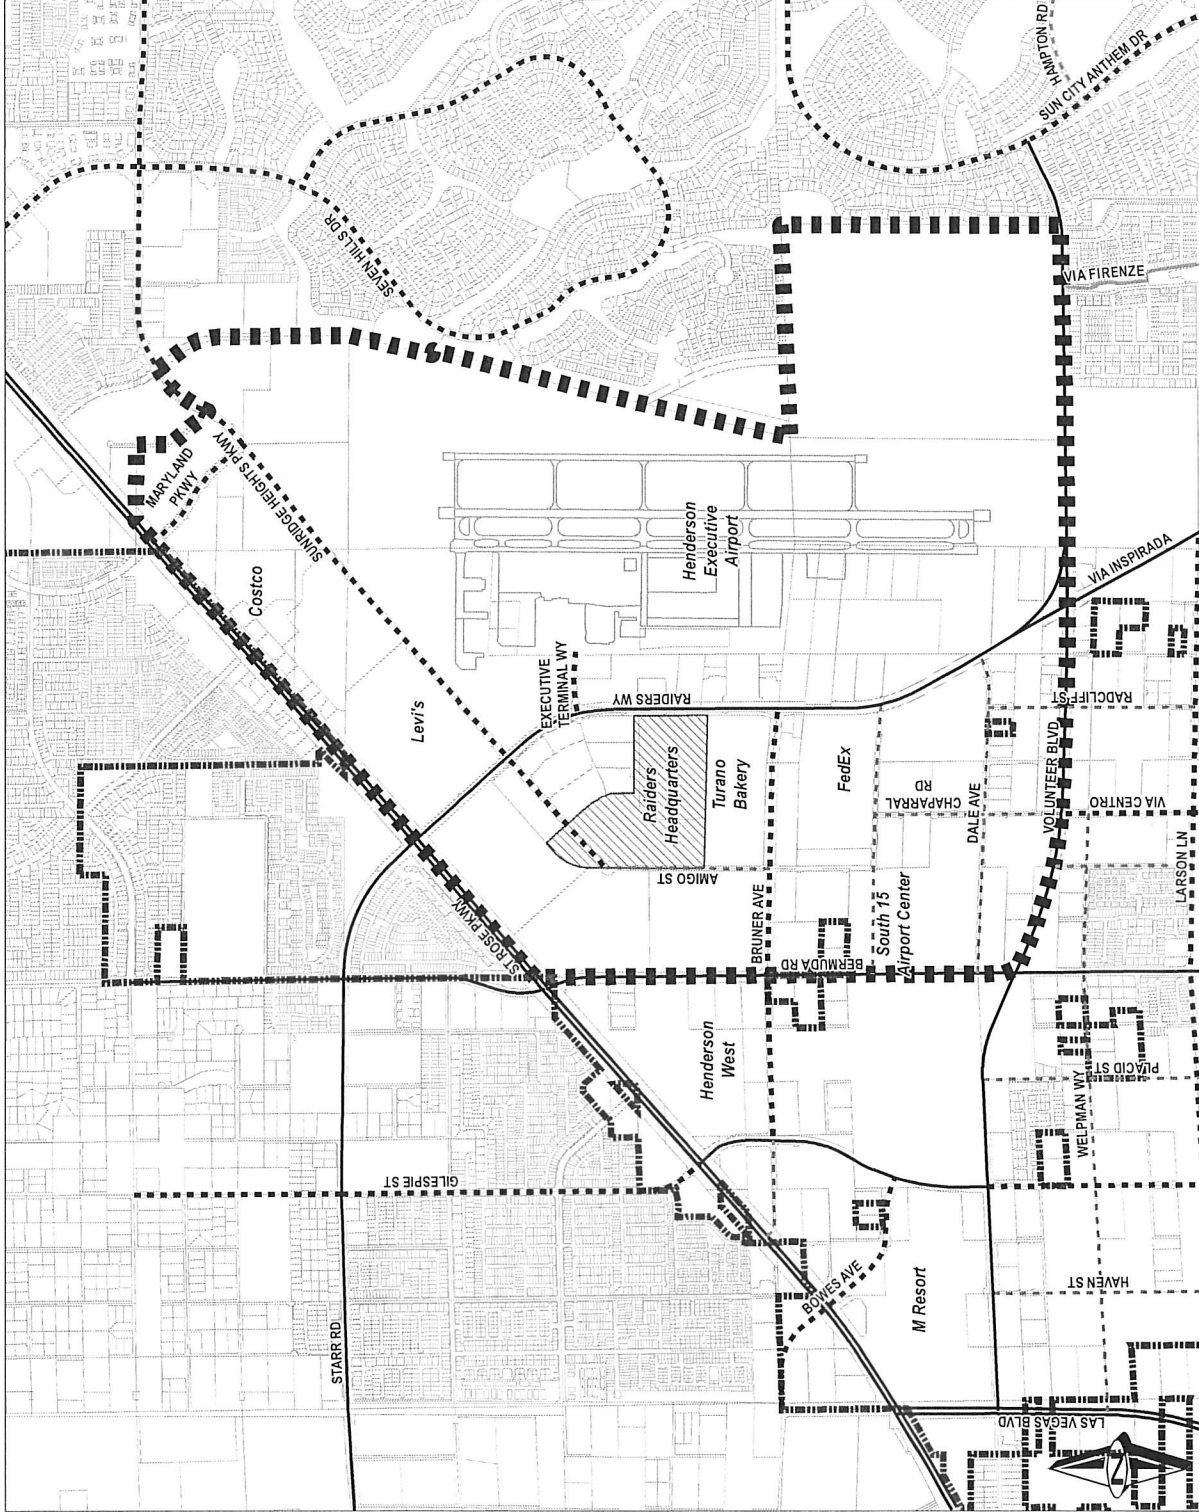 HAMPTON RD
SUN CITY ANTHEM DR
SEVEN HILLS DR
VIA FIRENZE
MARYLAND
PKWY
SUNRIDGE HEIGHTS PKWY
Costco
Henderson
Executive
Airport
VIA INSPIRADA
Levi's
EXECUTIVE
TERMINAL WY
RAIDERS WY
RADCLIFF ST
Raiders
Headquarters
Turano
Bakery
FedEx
CHAPARRAL
RD
DALE AVE
VOLUNTEER BLVD
VIA CENTRO
AMIGO ST
LARSON LN
ST ROSE PKWY
BRUNER AVE
BERMUDA RD
South 15
Airport Center
Henderson
West
PLACID ST
WELPMAN WY
GILESPIE ST
STARR RD
BOWES AVE
M Resort
HAVEN ST
LAS VEGAS BLVD
N